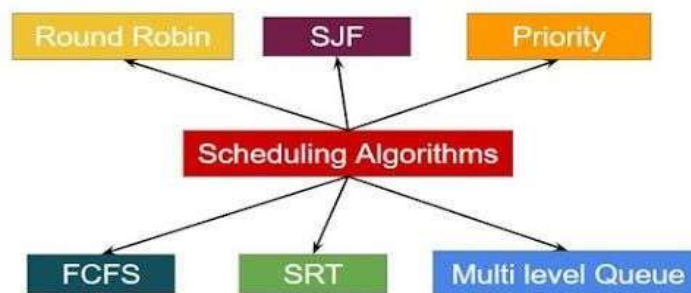 Round Robin
SJF
Priority
Scheduling Algorithms
FCFS
SRT
Multi level Queue